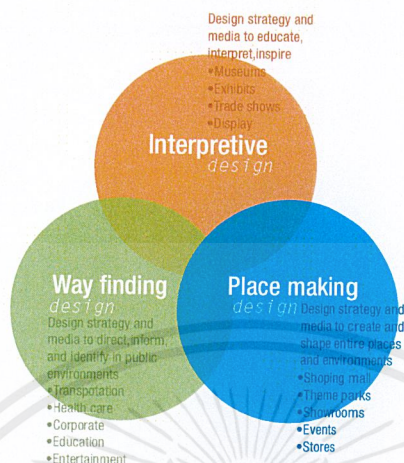 Design strategy and
media to educate,
interpret,inspire
•Museums
•Exhibits
•Trade shows
•Display
Interpretive
design
Way finding
design
Design strategy and
media to direct,inform,
and Identify in public
environments
•Transpotation
•Health care
•Corporate
•Education
•Entertainment
Place making
design
Design strategy and
media to create and
shape entire places
and environments
•Shoping mall
•Theme parks
•Showrooms
•Events
•Stores